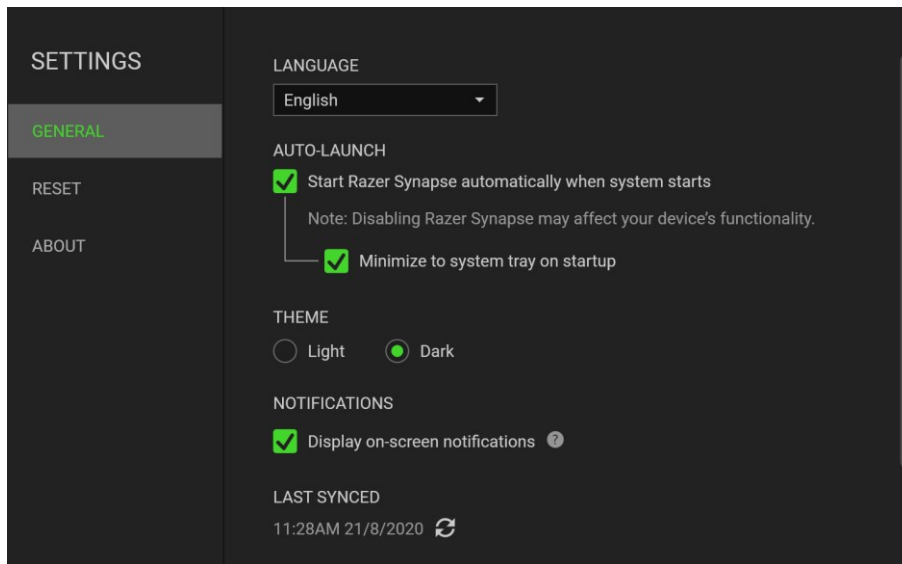 SETTINGS
GENERAL
RESET
ABOUT
LANGUAGE
English
AUTO-LAUNCH
Start Razer Synapse automatically when system starts
Note: Disabling Razer Synapse may affect your device’s functionality.
Minimize to system tray on startup
THEME
Light
Dark
NOTIFICATIONS
Display on-screen notifications ?
LAST SYNCED
11:28AM 21/8/2020